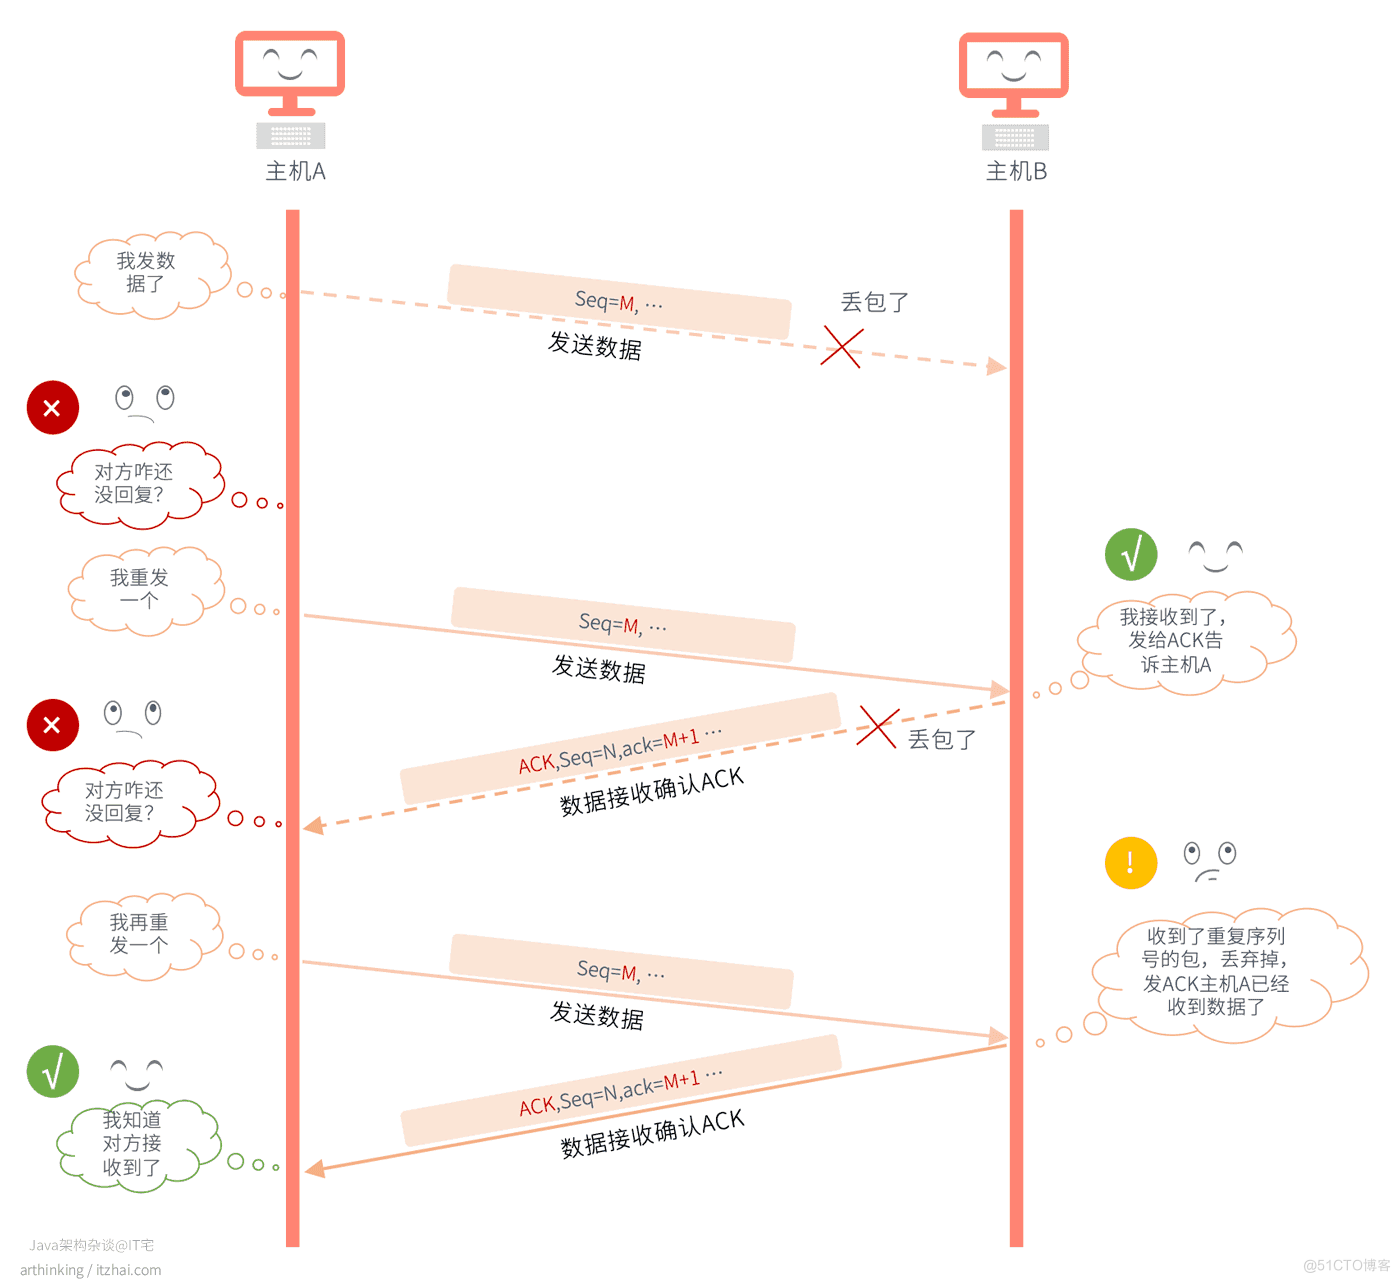 主机A
主机B
我发数
据了
Seq=M, ···
发送数据
丢包了
×
对方咋还
没回复？
我重发
一个
Seq=M, ···
发送数据
√
我接收到了，
发给ACK告
诉主机A
×
对方咋还
没回复？
ACK,Seq=N,ack=M+1 ···
数据接收确认ACK
丢包了
!
收到了重复序列
号的包，丢弃掉，
发ACK主机A已经
收到数据了
我再重
发一个
Seq=M, ···
发送数据
√
我知道
对方接
收到了
ACK,Seq=N,ack=M+1 ···
数据接收确认ACK
Java架构杂谈@IT宅
arthinking / itzhai.com
@51CTO博客